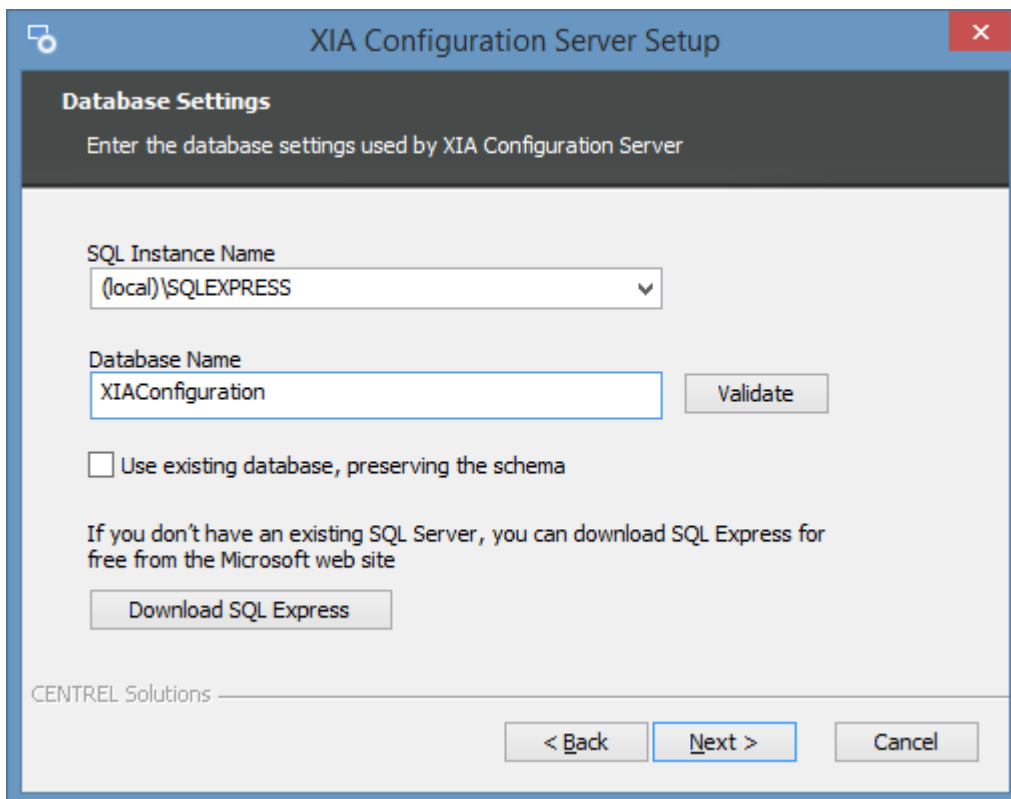 XIA Configuration Server Setup
Database Settings
Enter the database settings used by XIA Configuration Server
SQL Instance Name
(local)\SQLEXPRESS
Database Name
XIAConfiguration
Validate
Use existing database, preserving the schema
If you don't have an existing SQL Server, you can download SQL Express for
free from the Microsoft web site
Download SQL Express
CENTREL Solutions
< Back
Next >
Cancel